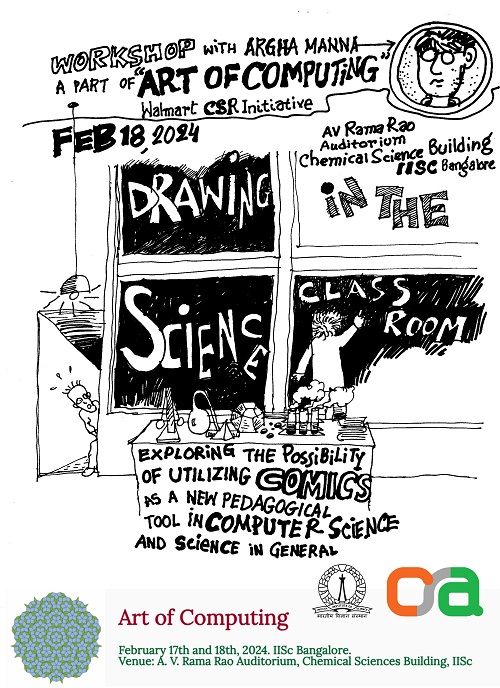 WORKSHOP WITH ARGHA MANNA
A PART OF "ART OF COMPUTING"
Walmart CSR Initiative
FEB 18, 2024
AV Rama Rao
Auditorium
Chemical Science Building
IISC Bangalore
DRAWING
iN THE
SCiENCE
CLASS
ROOM
EXPLORING THE POSSiBiLiTY
OF UTILIZING COMICS
AS A NEW PEDAGOGICAL
TOOL iN COMPUTER SCiENCE
AND SCiENCE iN GENERAL
भारतीय विज्ञान संस्थान
Art of Computing
February 17th and 18th, 2024. IISc Bangalore.
Venue: A. V. Rama Rao Auditorium, Chemical Sciences Building, IISc